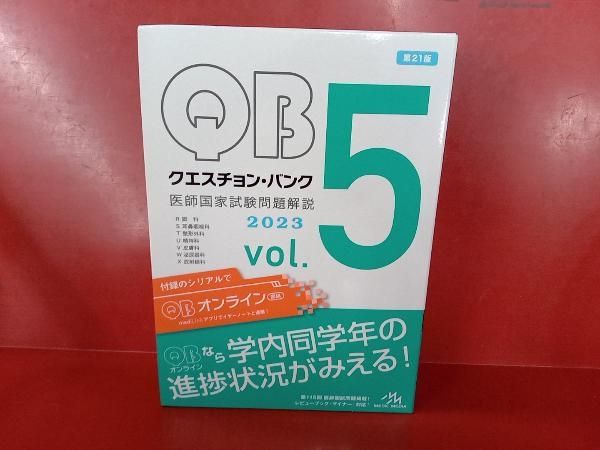 第21版
QB
5
クエスチョン・バンク
医師国家試験問題解説
2023
vol.
R 眼 科
S 耳鼻咽喉科
T 整形外科
U 精神科
V 皮膚科
W 泌尿器科
X 放射線科
付録のシリアルで
QBオンライン
QBなら学内同学年の
オンライン
進捗状況がみえる!
MEDIC MEDIA